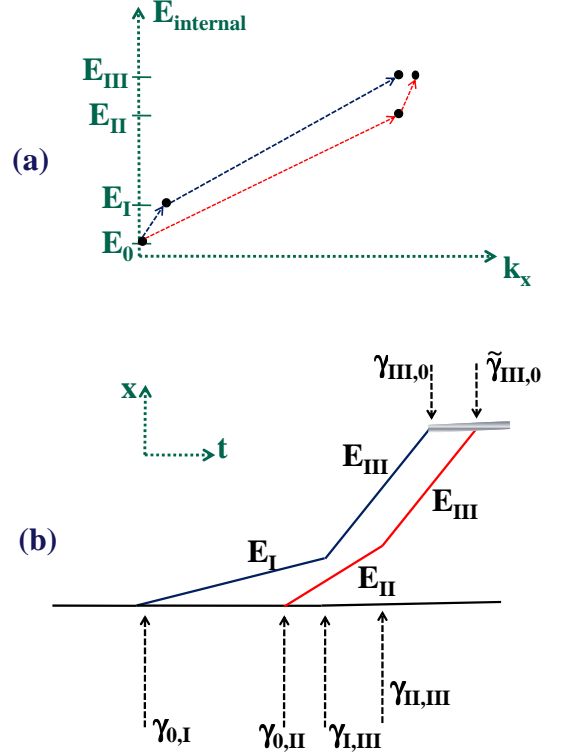 E_internal
E_III
E_II
(a)
E_I
E_0
k_x
γ_III,0 γ̃_III,0
x
t
E_III
E_III
(b)
E_I
E_II
γ_II,III
γ_0,I γ_0,II γ_I,III